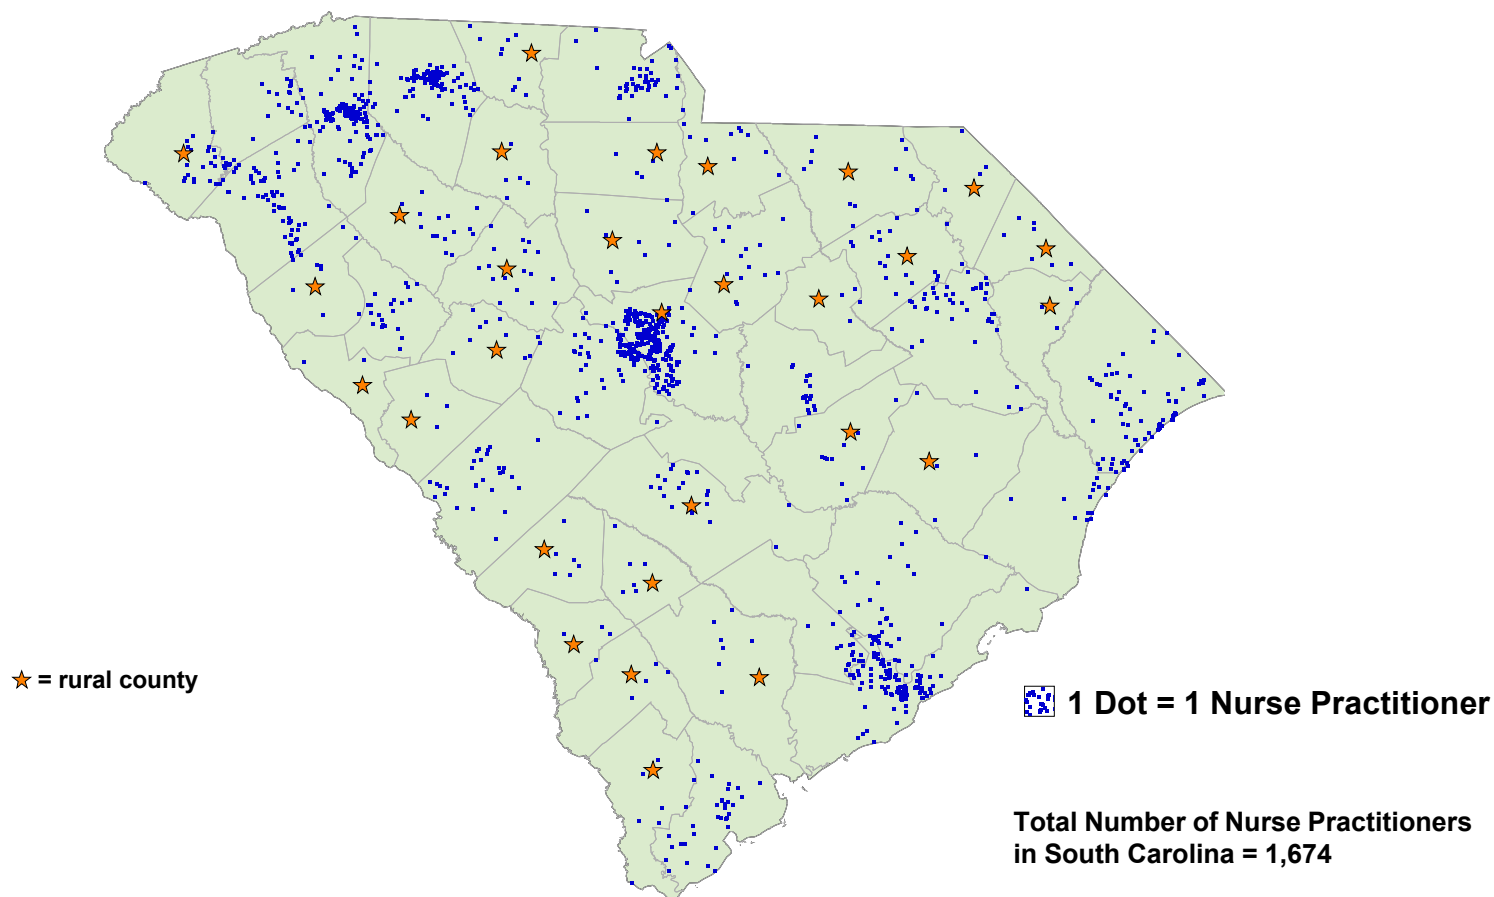 = rural county
1 Dot = 1 Nurse Practitioner
Total Number of Nurse Practitioners
in South Carolina = 1,674